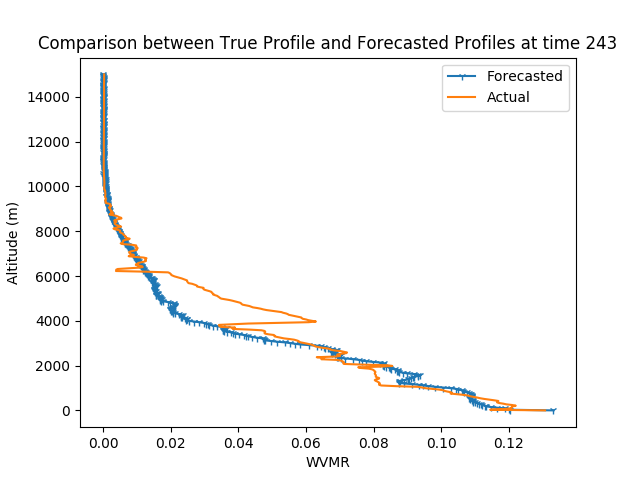 Comparison between True Profile and Forecasted Profiles at time 243
Forecasted
Actual
14000
12000
10000
8000
6000
4000
2000
0
Altitude (m)
0.00 0.02 0.04 0.06 0.08 0.10 0.12
WVMR